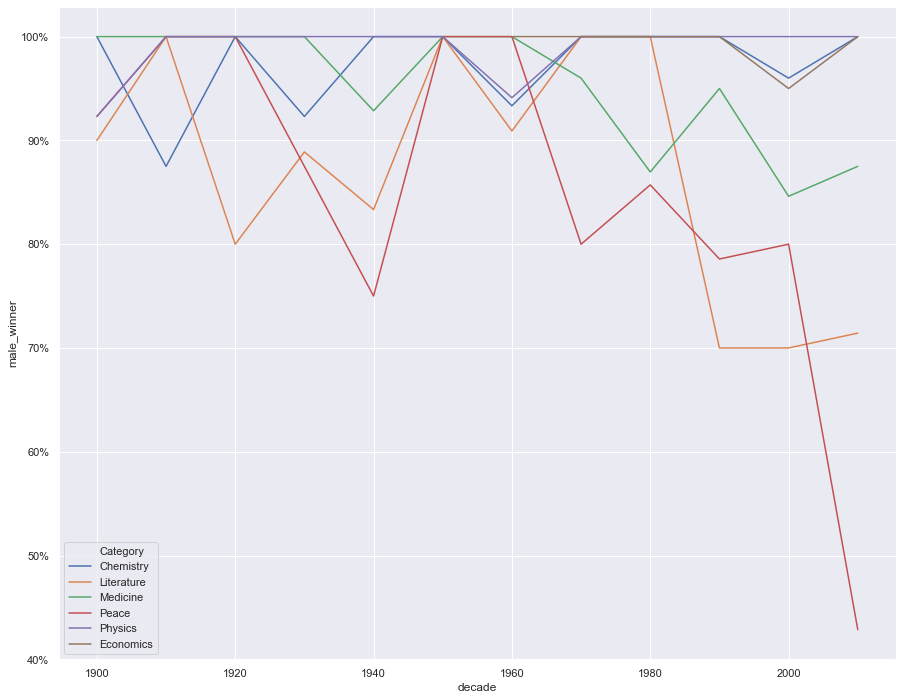 100%
90%
80%
70%
60%
50%
40%
male_winner
Category
Chemistry
Literature
Medicine
Peace
Physics
Economics
1900
1920
1940
1960
1980
2000
decade